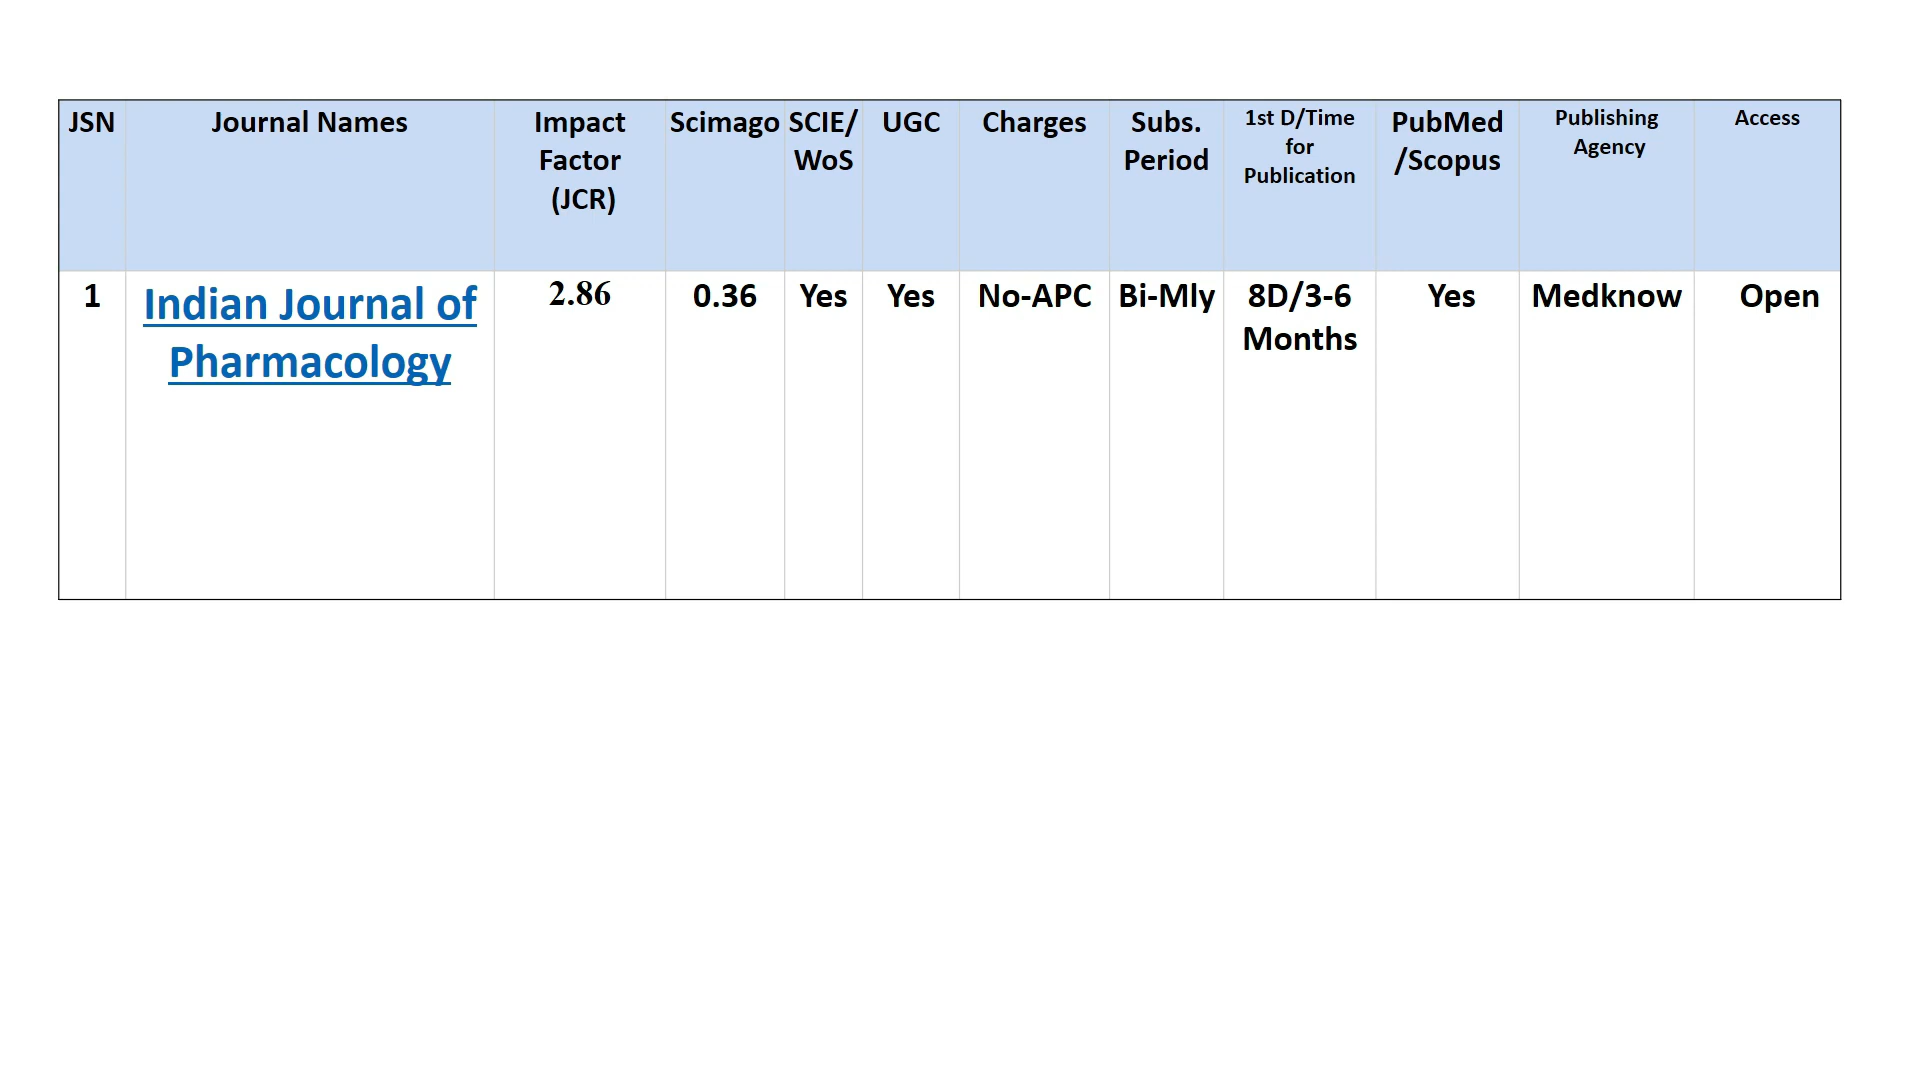 JSN Journal Names Impact Factor (JCR) Scimago SCIE/ WoS UGC Charges Subs. Period 1st D/Time for Publication PubMed /Scopus Publishing Agency Access
1 Indian Journal of Pharmacology 2.86 0.36 Yes Yes No-APC Bi-Mly 8D/3-6 Months Yes Medknow Open